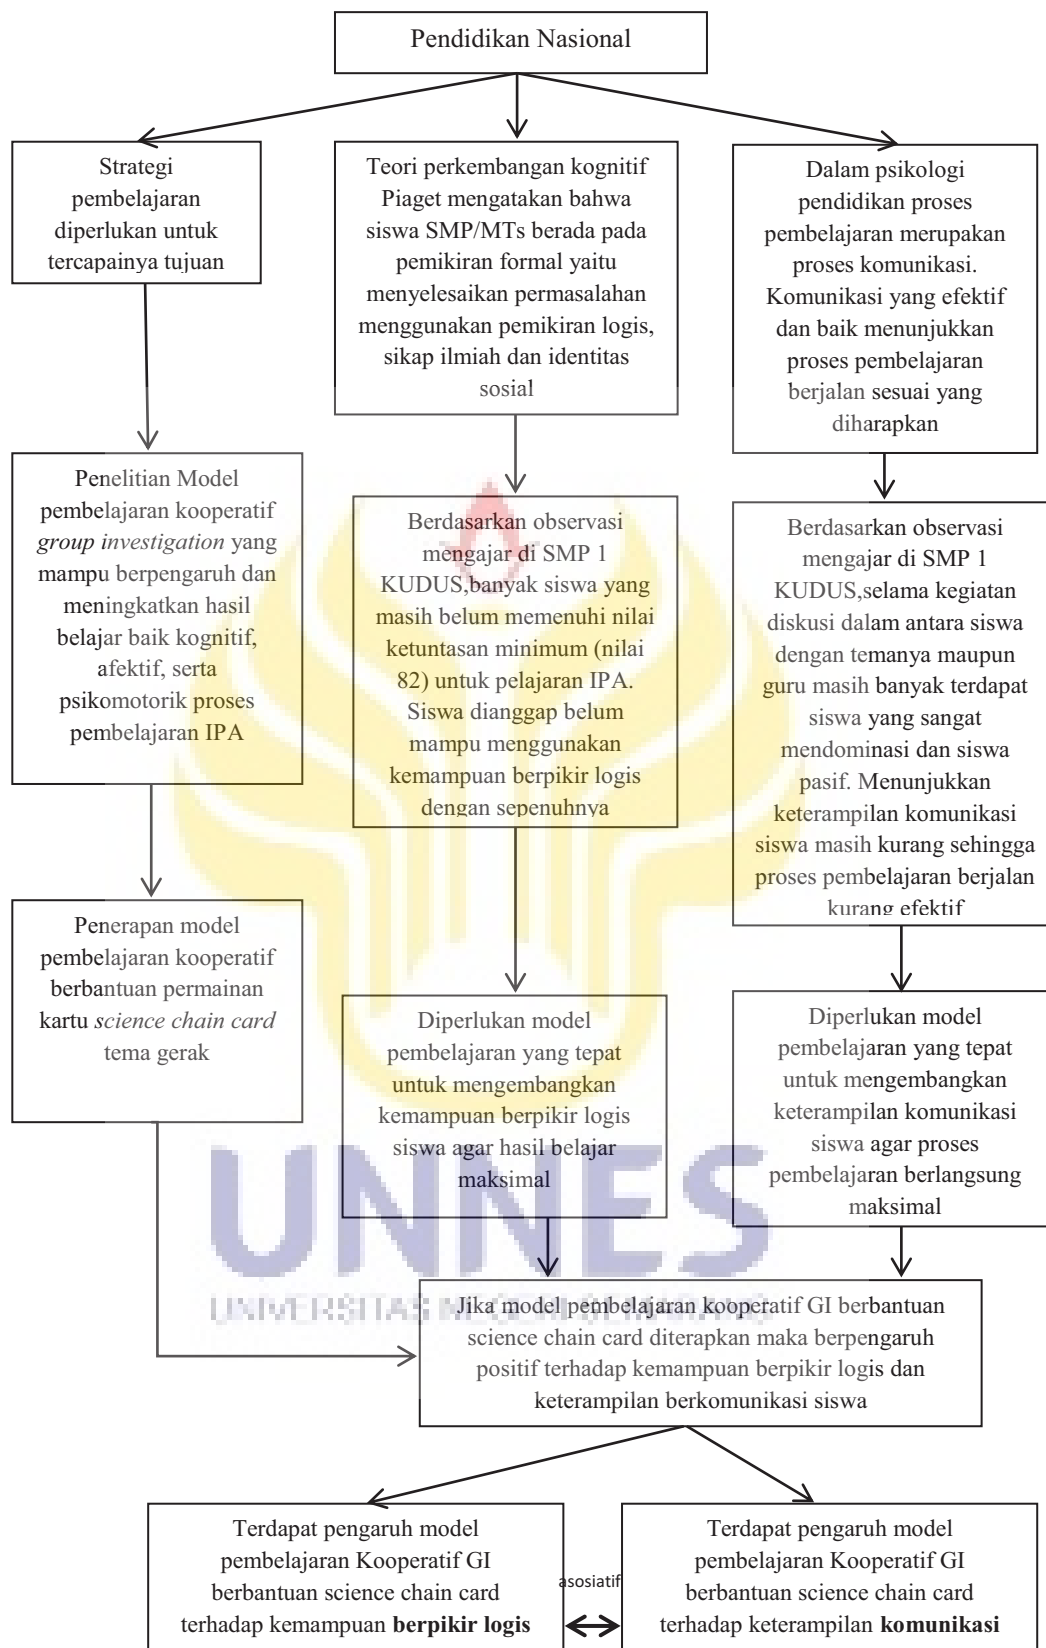 Pendidikan Nasional
Strategi
pembelajaran
diperlukan untuk
tercapainya tujuan
Teori perkembangan kognitif
Piaget mengatakan bahwa
siswa SMP/MTs berada pada
pemikiran formal yaitu
menyelesaikan permasalahan
menggunakan pemikiran logis,
sikap ilmiah dan identitas
sosial
Dalam psikologi
pendidikan proses
pembelajaran merupakan
proses komunikasi.
Komunikasi yang efektif
dan baik menunjukkan
proses pembelajaran
berjalan sesuai yang
diharapkan
Penelitian Model
pembelajaran kooperatif
group investigation yang
mampu berpengaruh dan
meningkatkan hasil
belajar baik kognitif,
afektif, serta
psikomotorik proses
pembelajaran IPA
Berdasarkan observasi
mengajar di SMP 1
KUDUS,banyak siswa yang
masih belum memenuhi nilai
ketuntasan minimum (nilai
82) untuk pelajaran IPA.
Siswa dianggap belum
mampu menggunakan
kemampuan berpikir logis
dengan sepenuhnya
Berdasarkan observasi
mengajar di SMP 1
KUDUS,selama kegiatan
diskusi dalam antara siswa
dengan temanya maupun
guru masih banyak terdapat
siswa yang sangat
mendominasi dan siswa
pasif. Menunjukkan
keterampilan komunikasi
siswa masih kurang sehingga
proses pembelajaran berjalan
kurang efektif
Penerapan model
pembelajaran kooperatif
berbantuan permainan
kartu science chain card
tema gerak
Diperlukan model
pembelajaran yang tepat
untuk mengembangkan
kemampuan berpikir logis
siswa agar hasil belajar
maksimal
Diperlukan model
pembelajaran yang tepat
untuk mengembangkan
keterampilan komunikasi
siswa agar proses
pembelajaran berlangsung
maksimal
UNNES
UNIVERSITAS NEGERI SEMARANG
Jika model pembelajaran kooperatif GI berbantuan
science chain card diterapkan maka berpengaruh
positif terhadap kemampuan berpikir logis dan
keterampilan berkomunikasi siswa
Terdapat pengaruh model
pembelajaran Kooperatif GI
berbantuan science chain card
terhadap kemampuan berpikir logis
asosiatif
Terdapat pengaruh model
pembelajaran Kooperatif GI
berbantuan science chain card
terhadap keterampilan komunikasi